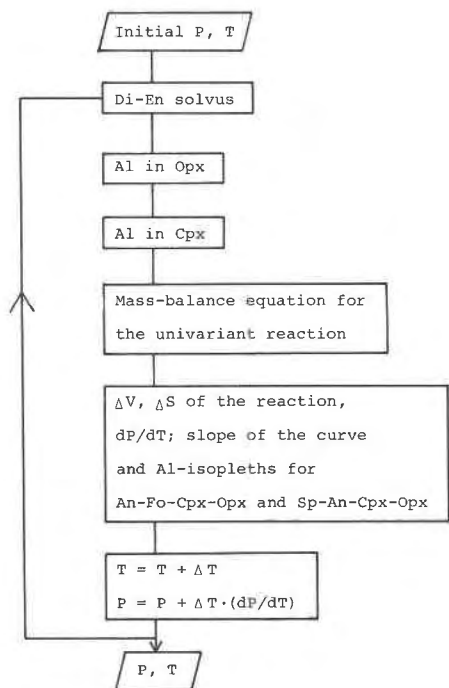 Initial P, T
Di-En solvus
Al in Opx
Al in Cpx
Mass-balance equation for
the univariant reaction
ΔV, ΔS of the reaction,
dP/dT; slope of the curve
and Al-isopleths for
An-Fo-Cpx-Opx and Sp-An-Cpx-Opx
T = T + ΔT
P = P + ΔT·(dP/dT)
P, T